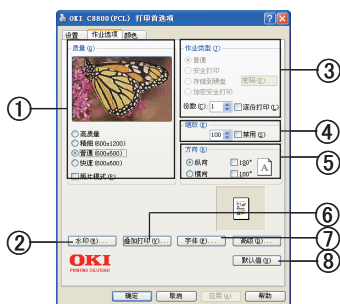 OKI C8800(PCL) 打印首选项
设置 作业选项 颜色
质量(Q)
高质量
精细(600x1200)
普通(600x600)
快速(600x600)
照片模式(P)
作业类型(J)
普通
安全打印
存储到硬盘
密码(Z)...
加密安全打印
份数(C): 1 逐份打印(L)
缩放(E)
100 % 禁用(S)
方向(R)
纵向 180°
横向 180°
A
水印(W)... 叠加打印(V)... 字体(F)... 高级(D)...
OKI
PRINTING SOLUTIONS
默认值(U)
确定 取消 应用(A) 帮助
①
②
③
④
⑤
⑥
⑦
⑧